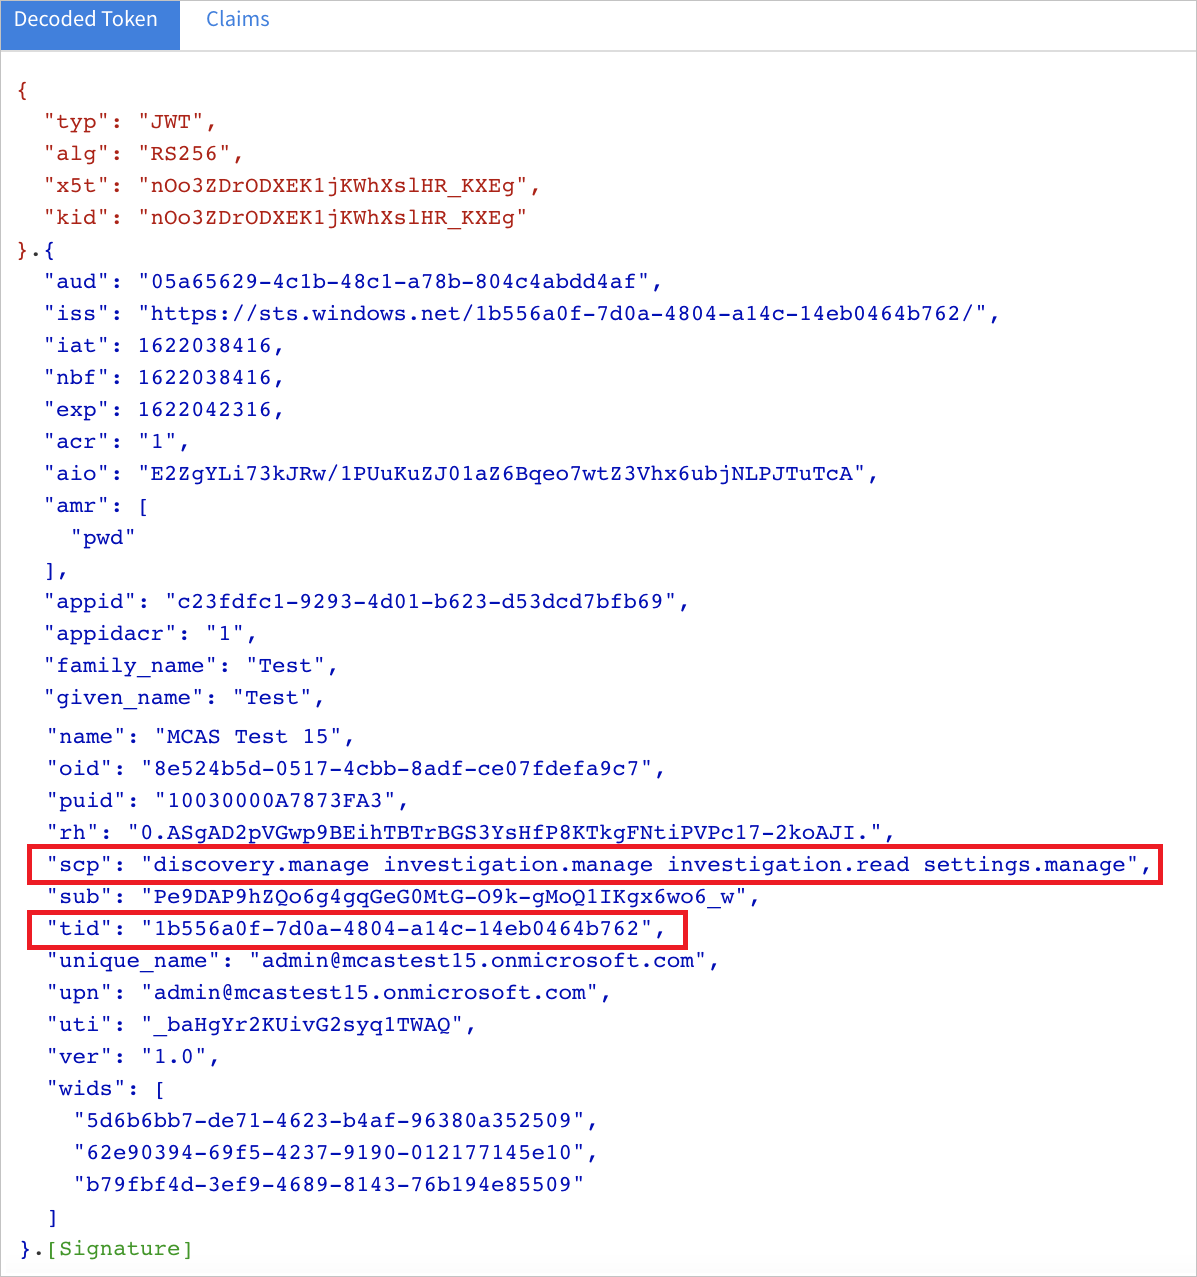 Decoded Token
Claims
{
"typ": "JWT",
"alg": "RS256",
"x5t": "nOo3ZDrODXEK1jKWhXslHR_KXEg",
"kid": "nOo3ZDrODXEK1jKWhXslHR_KXEg"
}.{
"aud": "05a65629-4c1b-48c1-a78b-804c4abdd4af",
"iss": "https://sts.windows.net/1b556a0f-7d0a-4804-a14c-14eb0464b762/",
"iat": 1622038416,
"nbf": 1622038416,
"exp": 1622042316,
"acr": "1",
"aio": "E2ZgYLi73kJRw/1PUuKuZJ01aZ6Bqeo7wtZ3Vhx6ubjNLPJTuTcA",
"amr": [
"pwd"
],
"appid": "c23fdfc1-9293-4d01-b623-d53dcd7bfb69",
"appidacr": "1",
"family_name": "Test",
"given_name": "Test",
"name": "MCAS Test 15",
"oid": "8e524b5d-0517-4cbb-8adf-ce07fdefa9c7",
"puid": "10030000A7873FA3",
"rh": "0.ASgAD2pVGwp9BEihTBTrBGS3YsHfP8KTkgFNtiPVPc17-2koAJI.",
"scp": "discovery.manage investigation.manage investigation.read settings.manage",
"sub": "Pe9DAP9hZQo6g4gqGeG0MtG-O9k-gMoQ1IKgx6wo6_w",
"tid": "1b556a0f-7d0a-4804-a14c-14eb0464b762",
"unique_name": "admin@mcastest15.onmicrosoft.com",
"upn": "admin@mcastest15.onmicrosoft.com",
"uti": "_baHgYr2KUivG2syq1TWAQ",
"ver": "1.0",
"wids": [
"5d6b6bb7-de71-4623-b4af-96380a352509",
"62e90394-69f5-4237-9190-012177145e10",
"b79fbf4d-3ef9-4689-8143-76b194e85509"
]
}.[Signature]